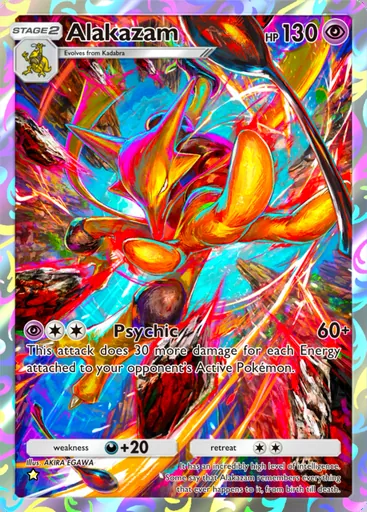 STAGE2 Alakazam HP 130
Evolves from Kadabra
Psychic 60+
This attack does 30 more damage for each Energy
attached to your opponent's Active Pokémon.
weakness +20 retreat
Illus. AKIRA EGAWA
It has an incredibly high level of intelligence.
Some say that Alakazam remembers everything
that ever happens to it, from birth till death.